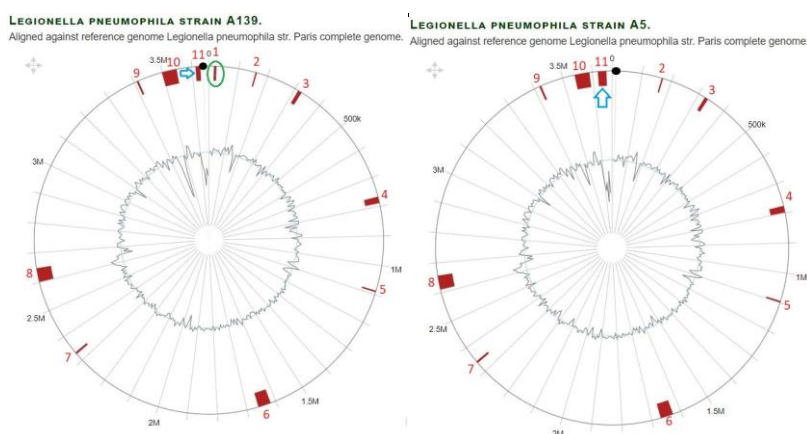 LEGIONELLA PNEUMOPHILA STRAIN A139.
Aligned against reference genome Legionella pneumophila str. Paris complete genome.
3.5M
0
1
2
3
4
5
6
7
8
9
10
11
500k
1M
1.5M
2M
2.5M
3M
LEGIONELLA PNEUMOPHILA STRAIN A5.
Aligned against reference genome Legionella pneumophila str. Paris complete genome
3.5M
0
2
3
4
5
6
7
8
9
10
11
500k
1M
1.5M
2M
2.5M
3M